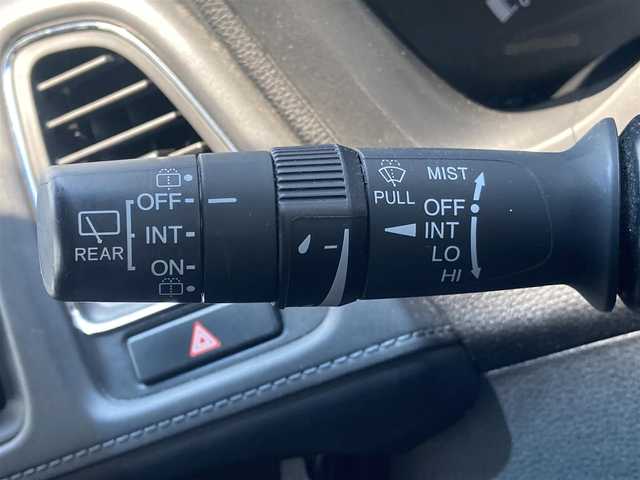 OFF
REAR
INT
ON
PULL
MIST
OFF
INT
LO
HI